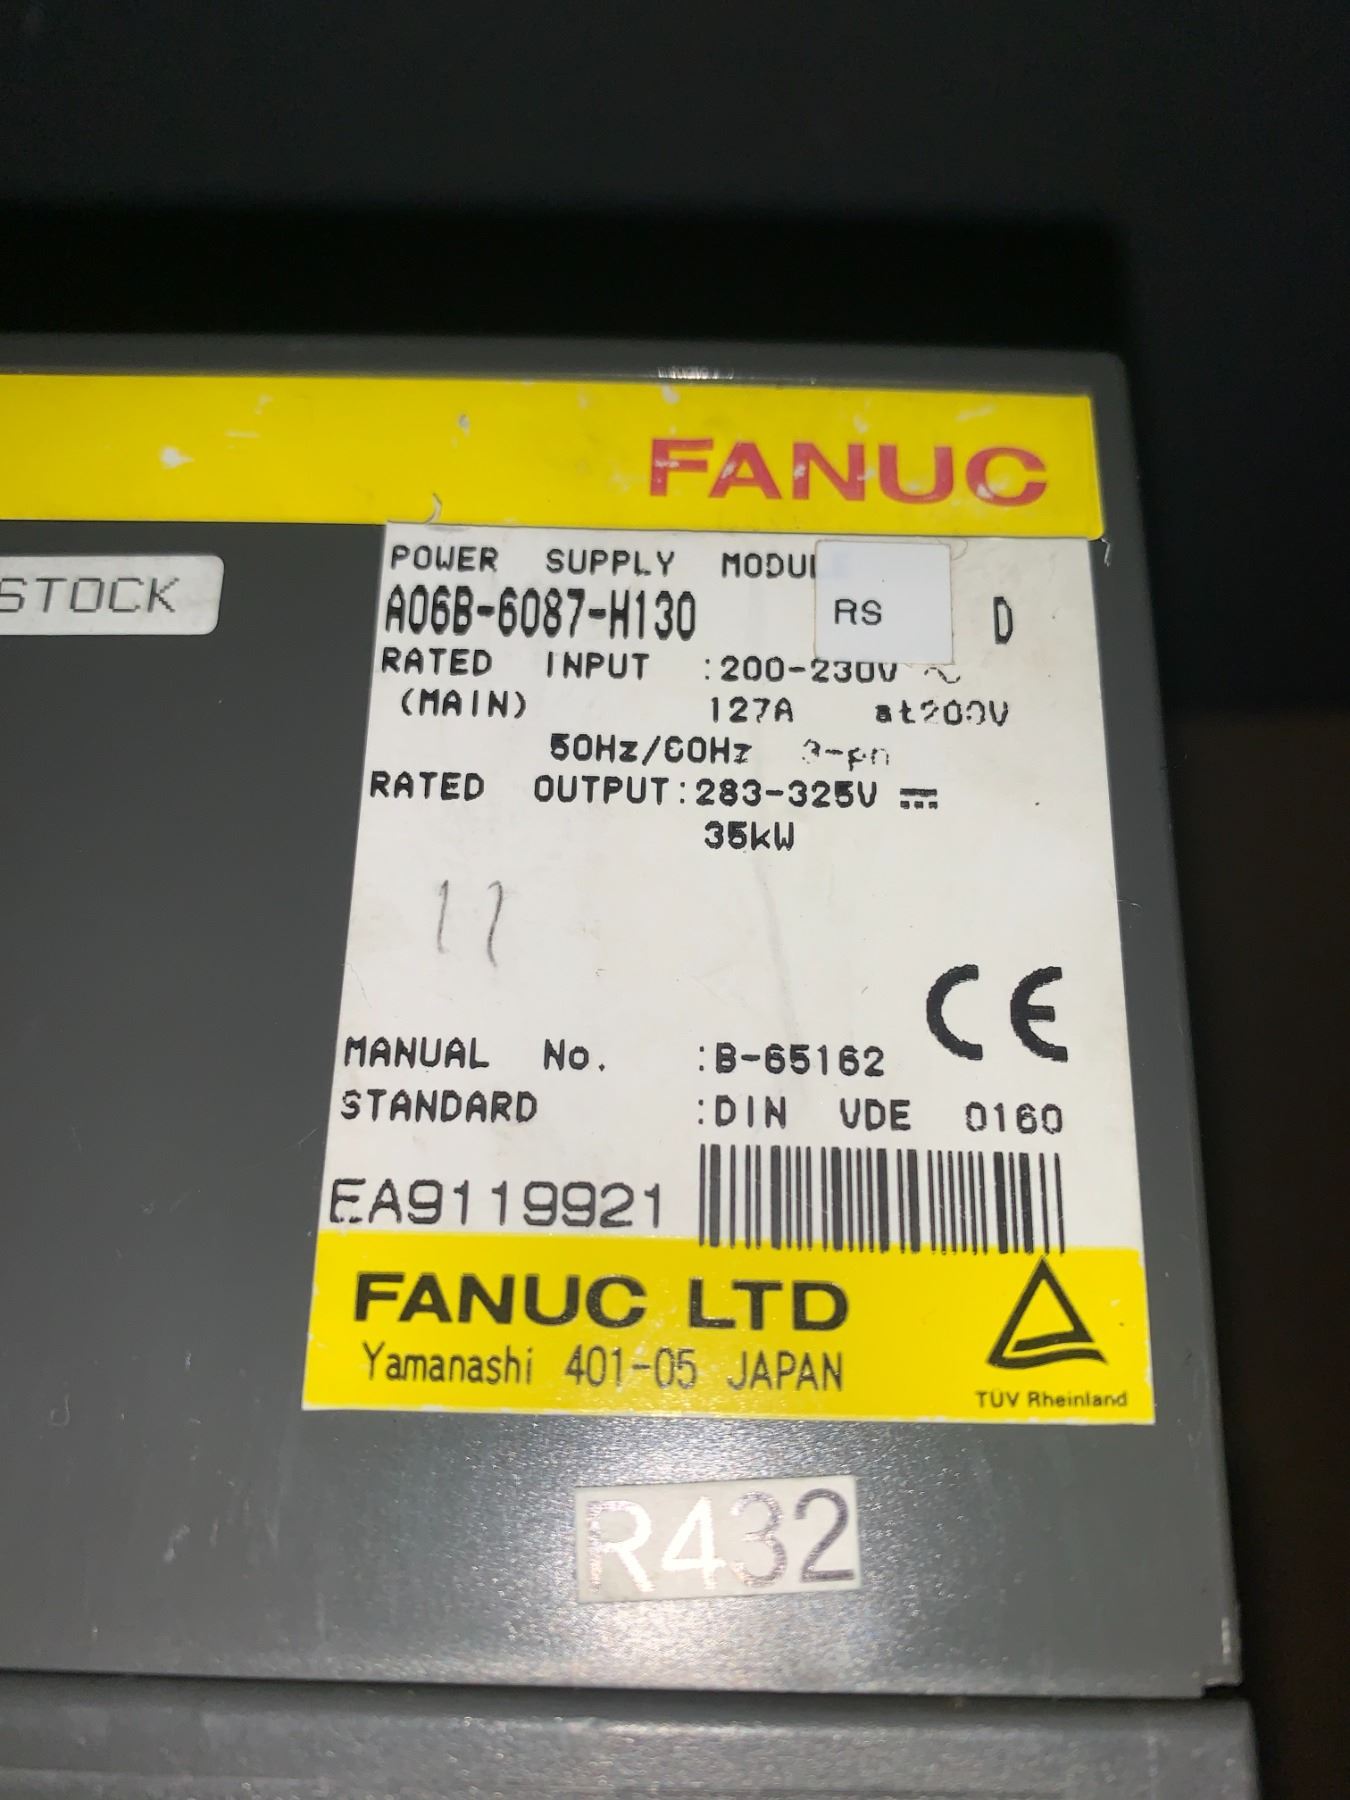 FANUC
STOCK
POWER SUPPLY MODUL
RS
A06B-6087-H130 D
RATED INPUT :200-230V ~
(MAIN) 127A at200V
50Hz/60Hz 3-ph
RATED OUTPUT:283-325V ⎓
35kW
11
CE
MANUAL No. :B-65162
STANDARD :DIN VDE 0160
EA9119921
FANUC LTD
Yamanashi 401-05 JAPAN
TÜV Rheinland
R432